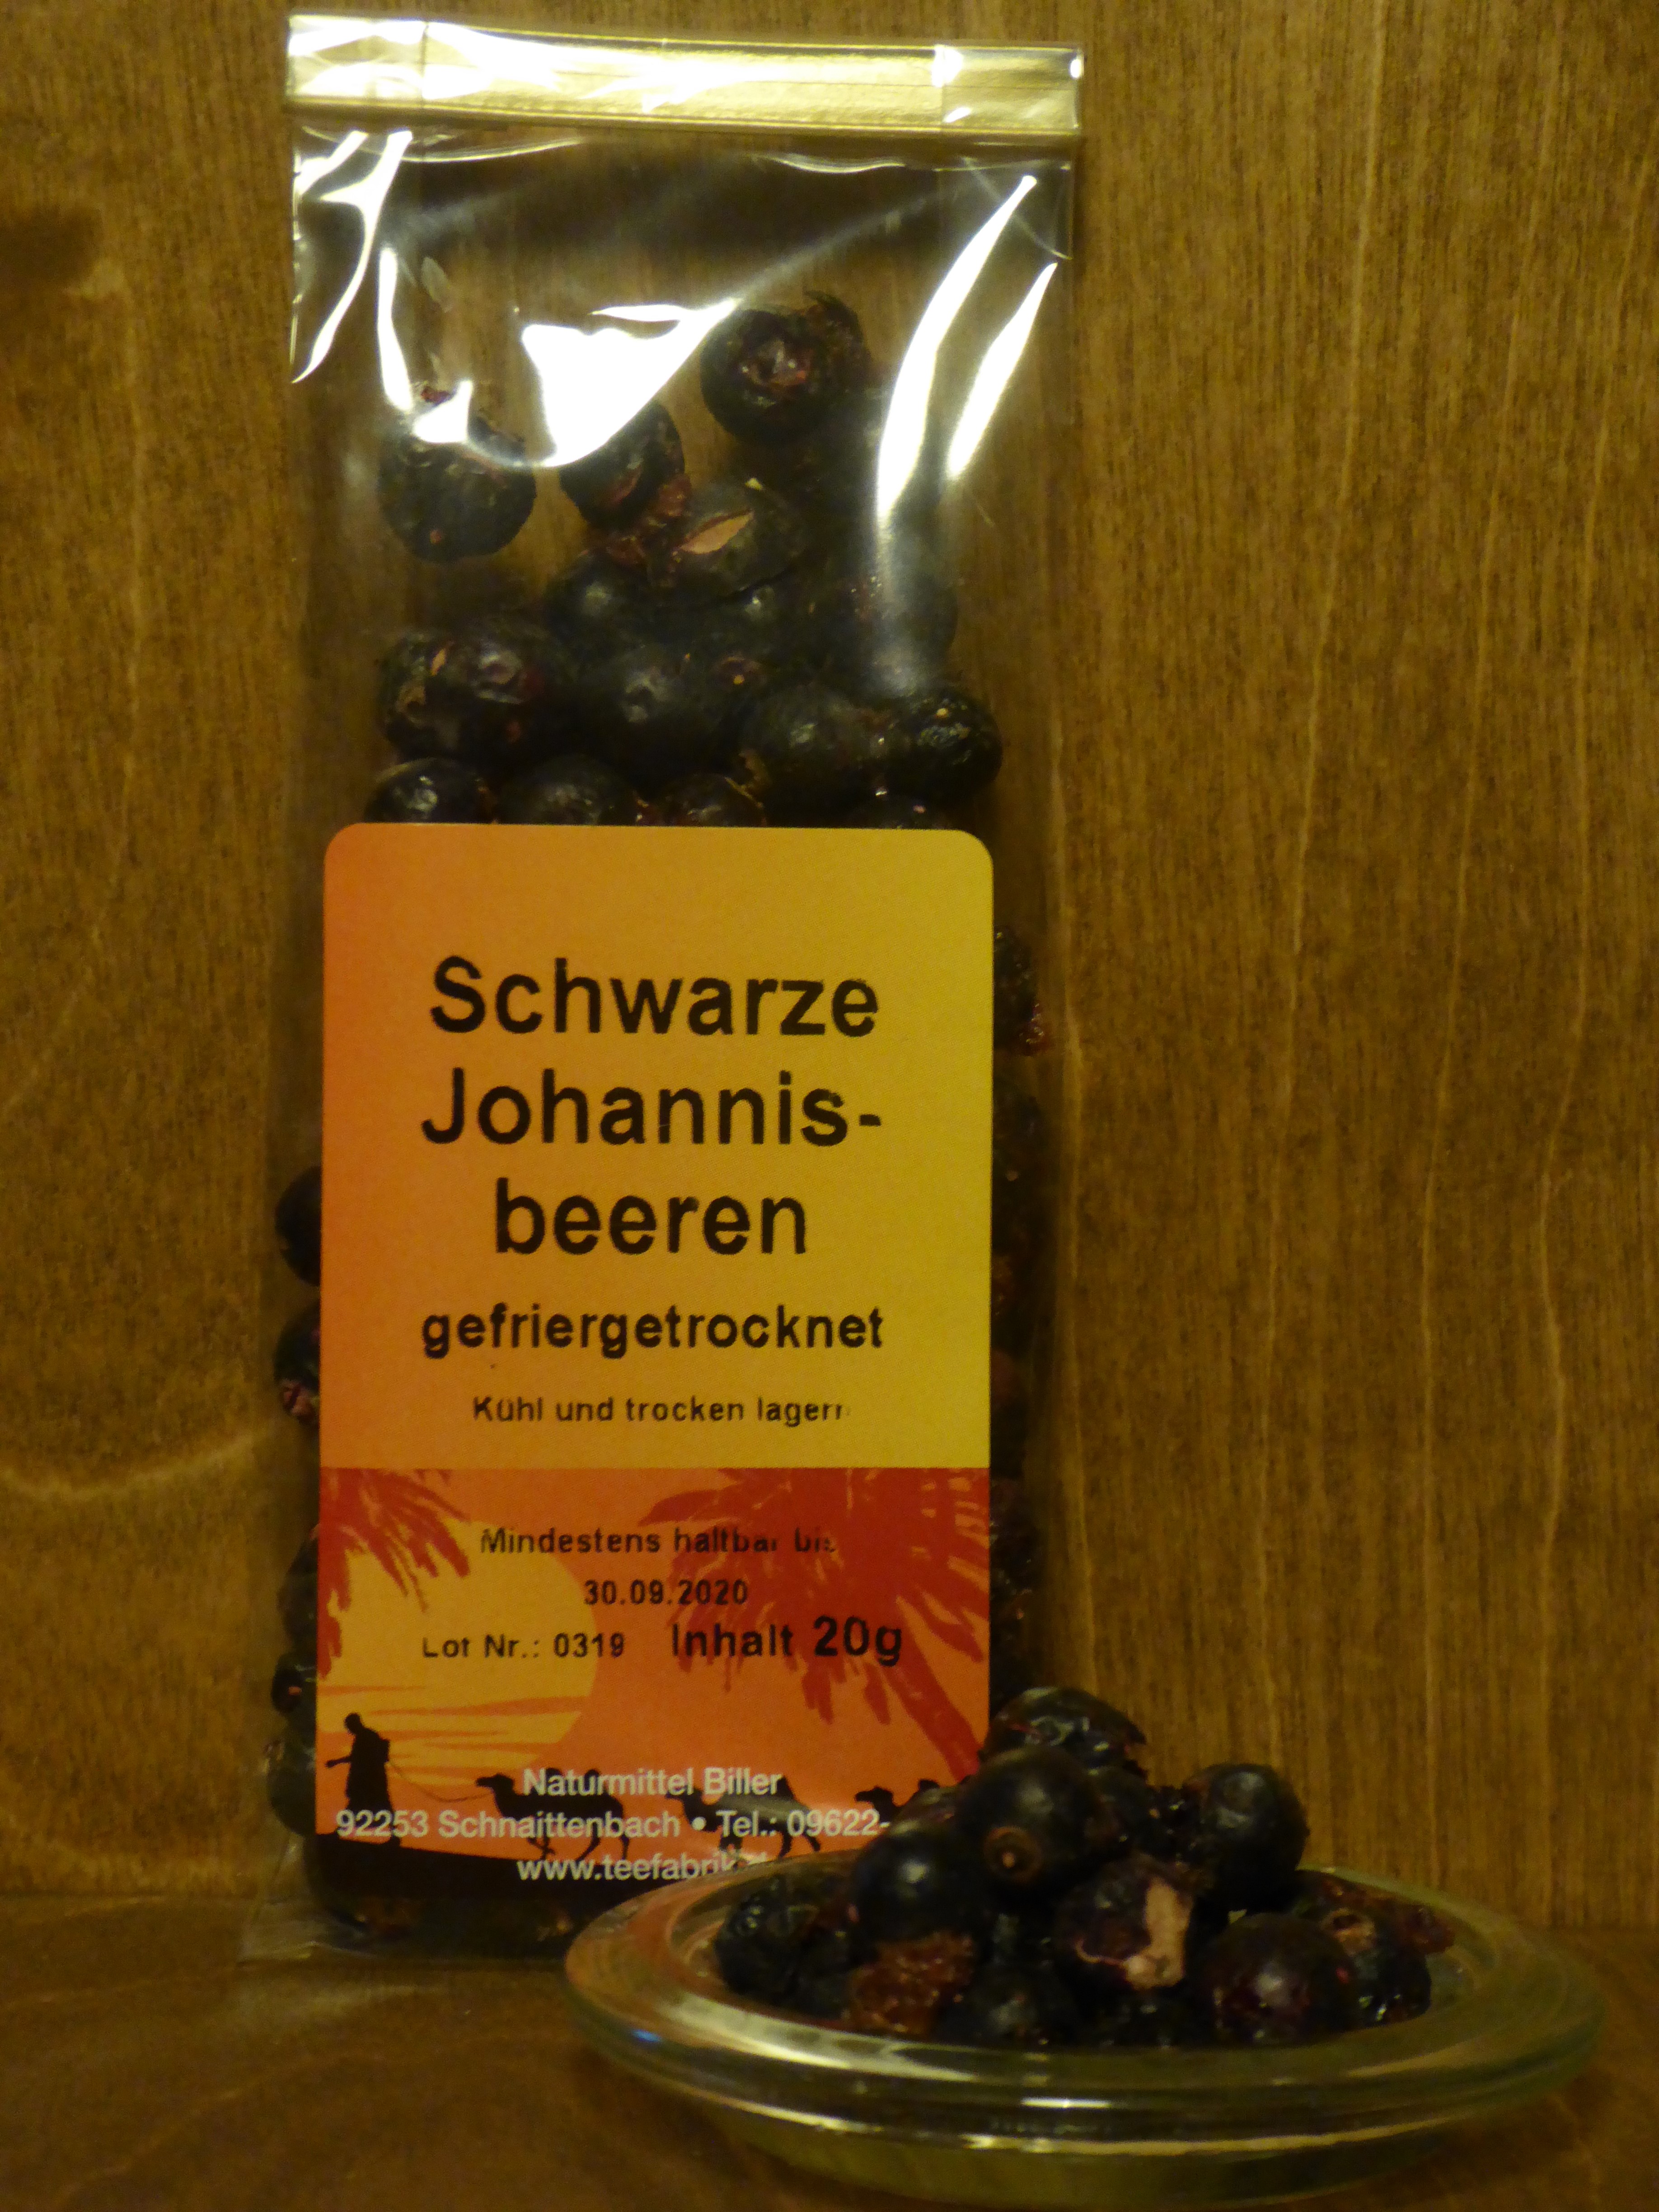 Schwarze
Johannis-
beeren
gefriergetrocknet
Kühl und trocken lagern
Mindestens haltbar bis
30.09.2020
Lot Nr.: 0319 Inhalt 20g
Naturmittel Biller
92253 Schnaittenbach • Tel.: 09622-
www.teefabrik.